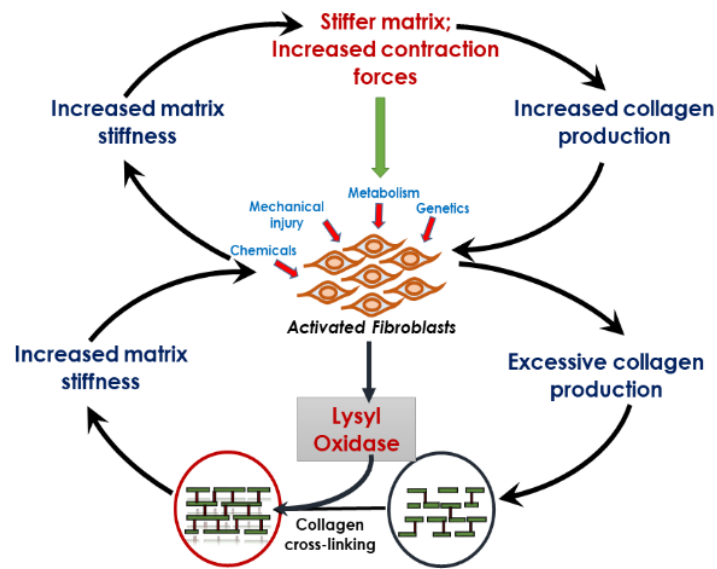 Stiffer matrix;
Increased contraction
forces
Increased matrix
stiffness
Increased collagen
production
Metabolism
Mechanical
injury
Genetics
Chemicals
Activated Fibroblasts
Increased matrix
stiffness
Excessive collagen
production
Lysyl
Oxidase
Collagen
cross-linking